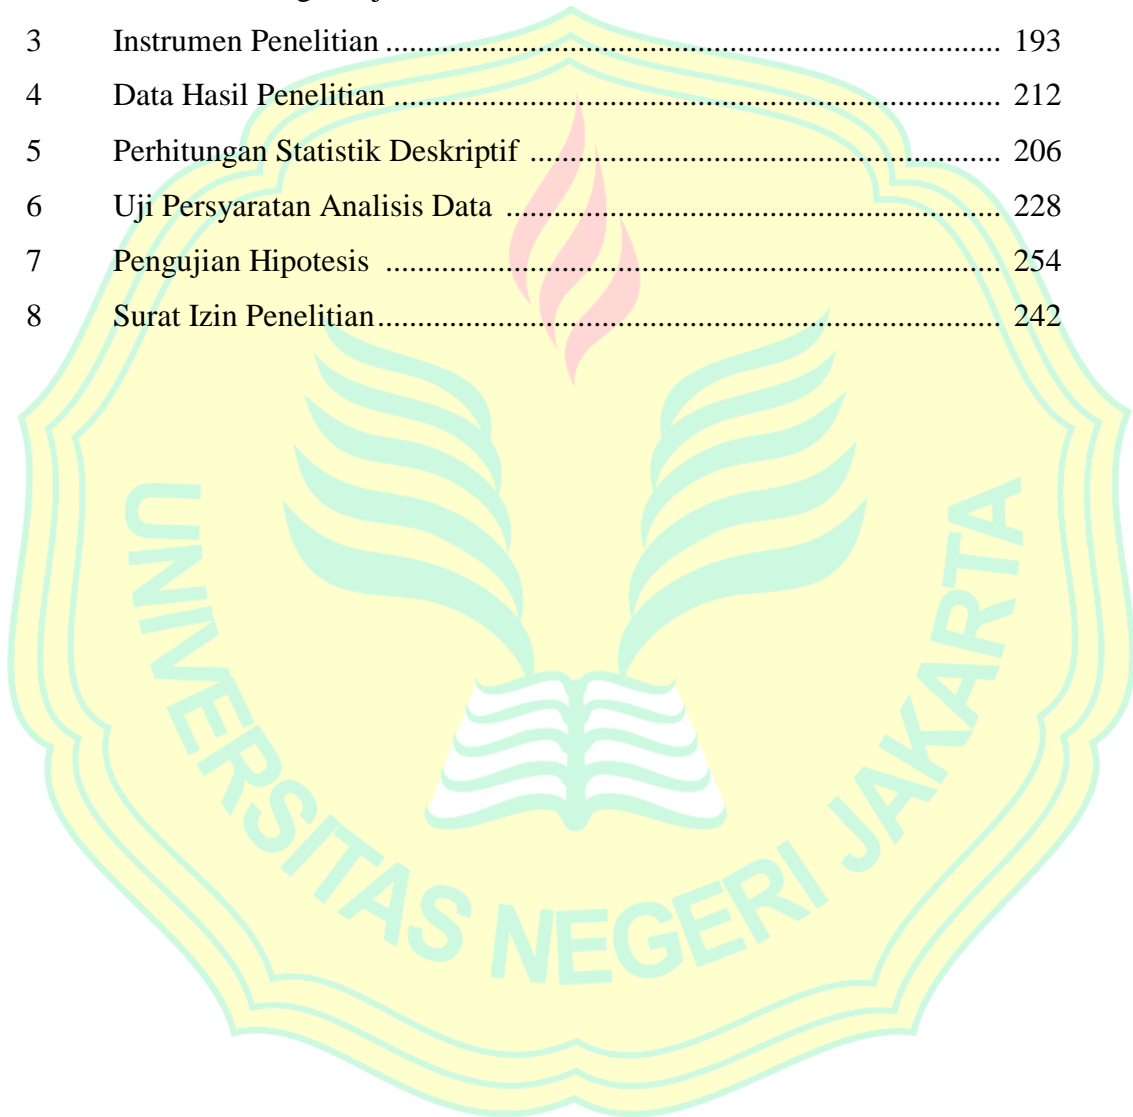 3 Instrumen Penelitian ............................................................................. 193
4 Data Hasil Penelitian ............................................................................ 212
5 Perhitungan Statistik Deskriptif ........................................................... 206
6 Uji Persyaratan Analisis Data .............................................................. 228
7 Pengujian Hipotesis ............................................................................. 254
8 Surat Izin Penelitian.............................................................................. 242
UNIVERSITAS NEGERI JAKARTA